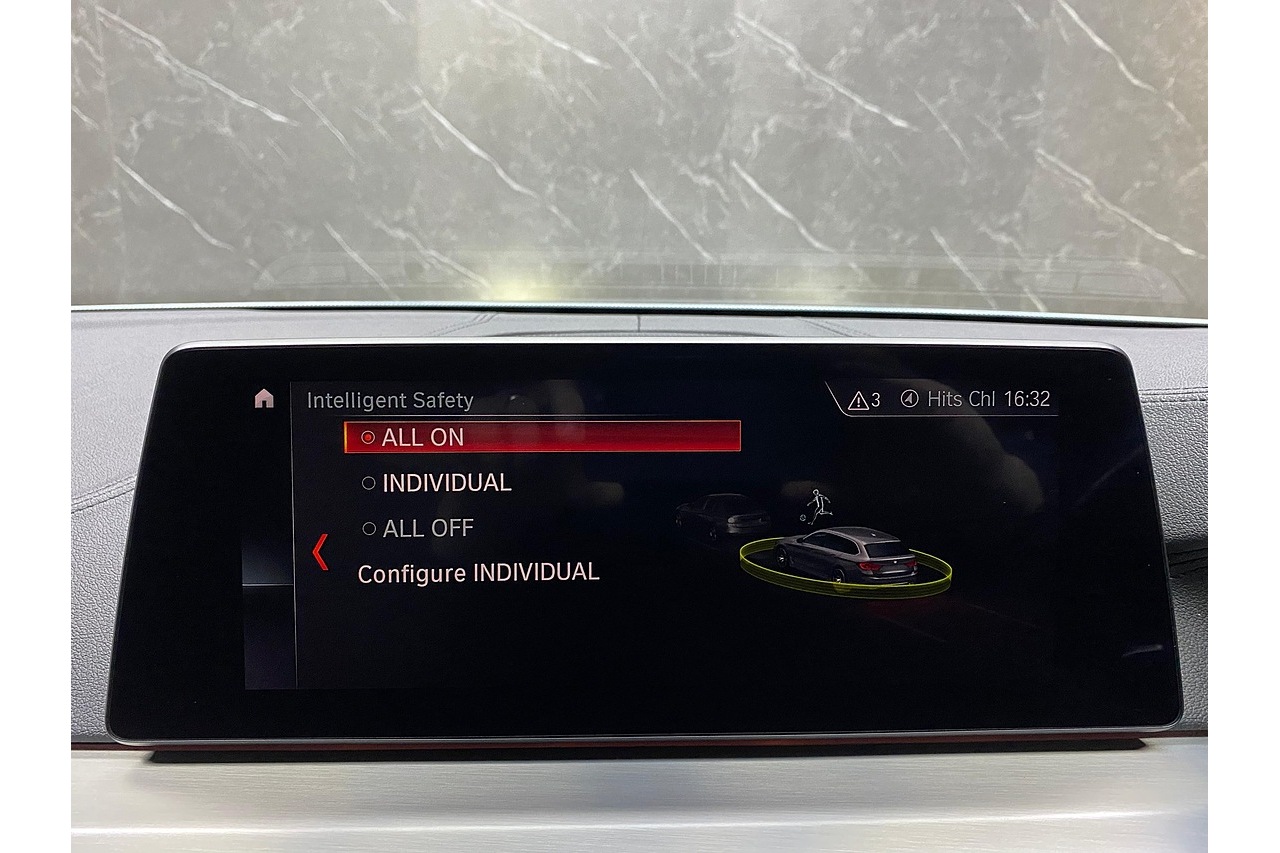 Intelligent Safety
3 Hits Chl 16:32
ALL ON
INDIVIDUAL
ALL OFF
Configure INDIVIDUAL